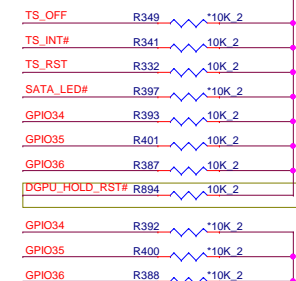 TS_OFF R349 *10K_2
TS_INT# R341 10K_2
TS_RST R332 10K_2
SATA_LED# R397 *10K_2
GPIO34 R393 10K_2
GPIO35 R401 10K_2
GPIO36 R387 10K_2
DGPU_HOLD_RST# R894 10K_2
GPIO34 R392 *10K_2
GPIO35 R400 *10K_2
GPIO36 R388 *10K_2